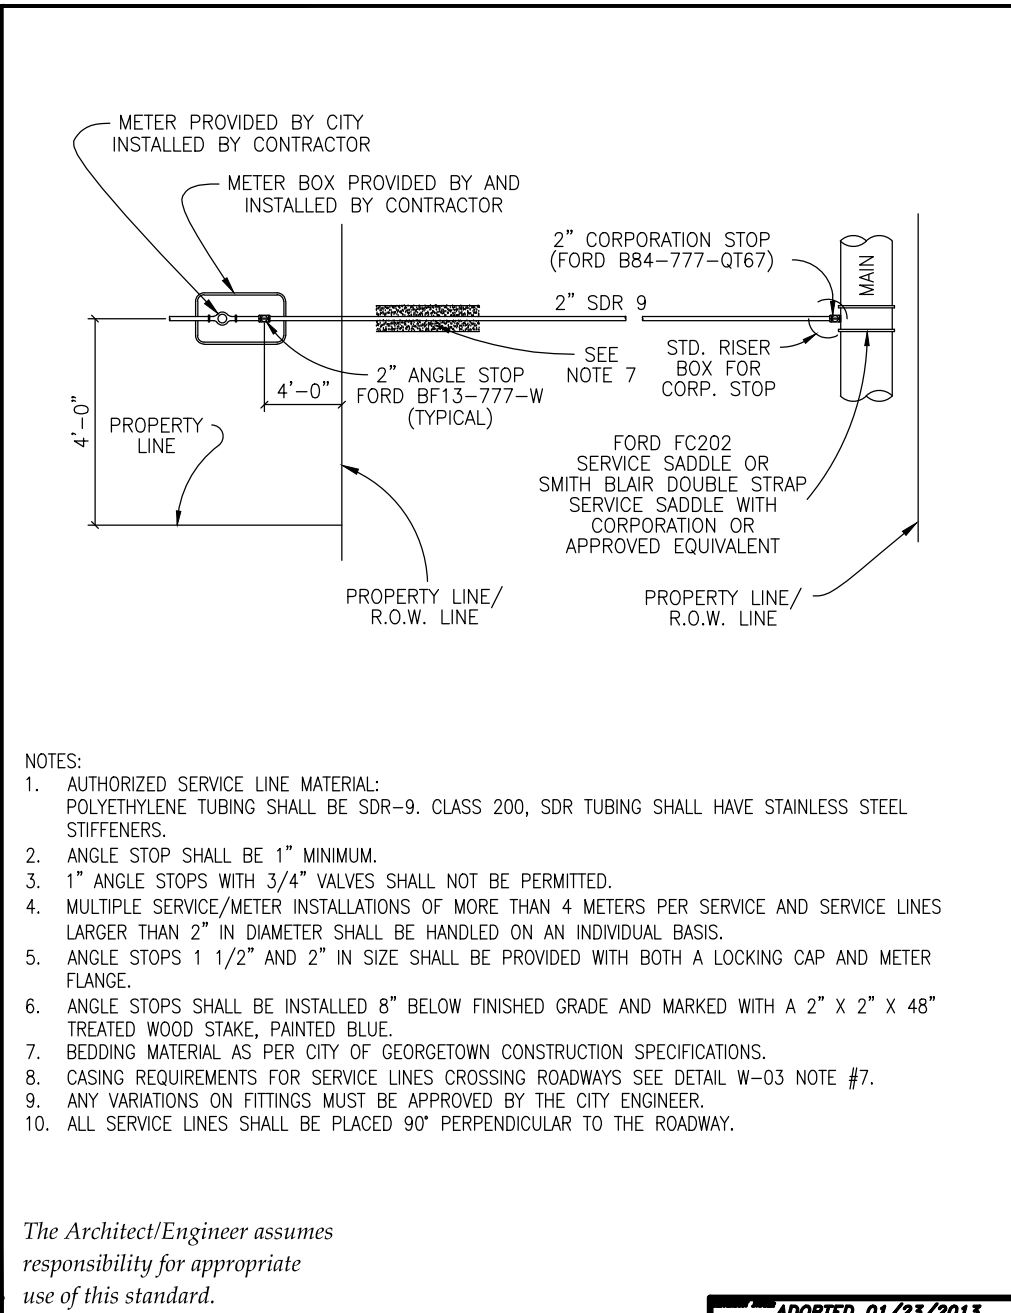 METER PROVIDED BY CITY
INSTALLED BY CONTRACTOR
METER BOX PROVIDED BY AND
INSTALLED BY CONTRACTOR
2" CORPORATION STOP
(FORD B84-777-QT67)
MAIN
2" SDR 9
SEE
NOTE 7
STD. RISER
BOX FOR
CORP. STOP
2" ANGLE STOP
FORD BF13-777-W
(TYPICAL)
4'-0"
4'-0"
PROPERTY
LINE
FORD FC202
SERVICE SADDLE OR
SMITH BLAIR DOUBLE STRAP
SERVICE SADDLE WITH
CORPORATION OR
APPROVED EQUIVALENT
PROPERTY LINE/
R.O.W. LINE
PROPERTY LINE/
R.O.W. LINE
NOTES:
1. AUTHORIZED SERVICE LINE MATERIAL:
POLYETHYLENE TUBING SHALL BE SDR-9. CLASS 200, SDR TUBING SHALL HAVE STAINLESS STEEL
STIFFENERS.
2. ANGLE STOP SHALL BE 1" MINIMUM.
3. 1" ANGLE STOPS WITH 3/4" VALVES SHALL NOT BE PERMITTED.
4. MULTIPLE SERVICE/METER INSTALLATIONS OF MORE THAN 4 METERS PER SERVICE AND SERVICE LINES
LARGER THAN 2" IN DIAMETER SHALL BE HANDLED ON AN INDIVIDUAL BASIS.
5. ANGLE STOPS 1 1/2" AND 2" IN SIZE SHALL BE PROVIDED WITH BOTH A LOCKING CAP AND METER
FLANGE.
6. ANGLE STOPS SHALL BE INSTALLED 8" BELOW FINISHED GRADE AND MARKED WITH A 2" X 2" X 48"
TREATED WOOD STAKE, PAINTED BLUE.
7. BEDDING MATERIAL AS PER CITY OF GEORGETOWN CONSTRUCTION SPECIFICATIONS.
8. CASING REQUIREMENTS FOR SERVICE LINES CROSSING ROADWAYS SEE DETAIL W-03 NOTE #7.
9. ANY VARIATIONS ON FITTINGS MUST BE APPROVED BY THE CITY ENGINEER.
10. ALL SERVICE LINES SHALL BE PLACED 90° PERPENDICULAR TO THE ROADWAY.
The Architect/Engineer assumes
responsibility for appropriate
use of this standard.
ADOPTED 01/23/2013